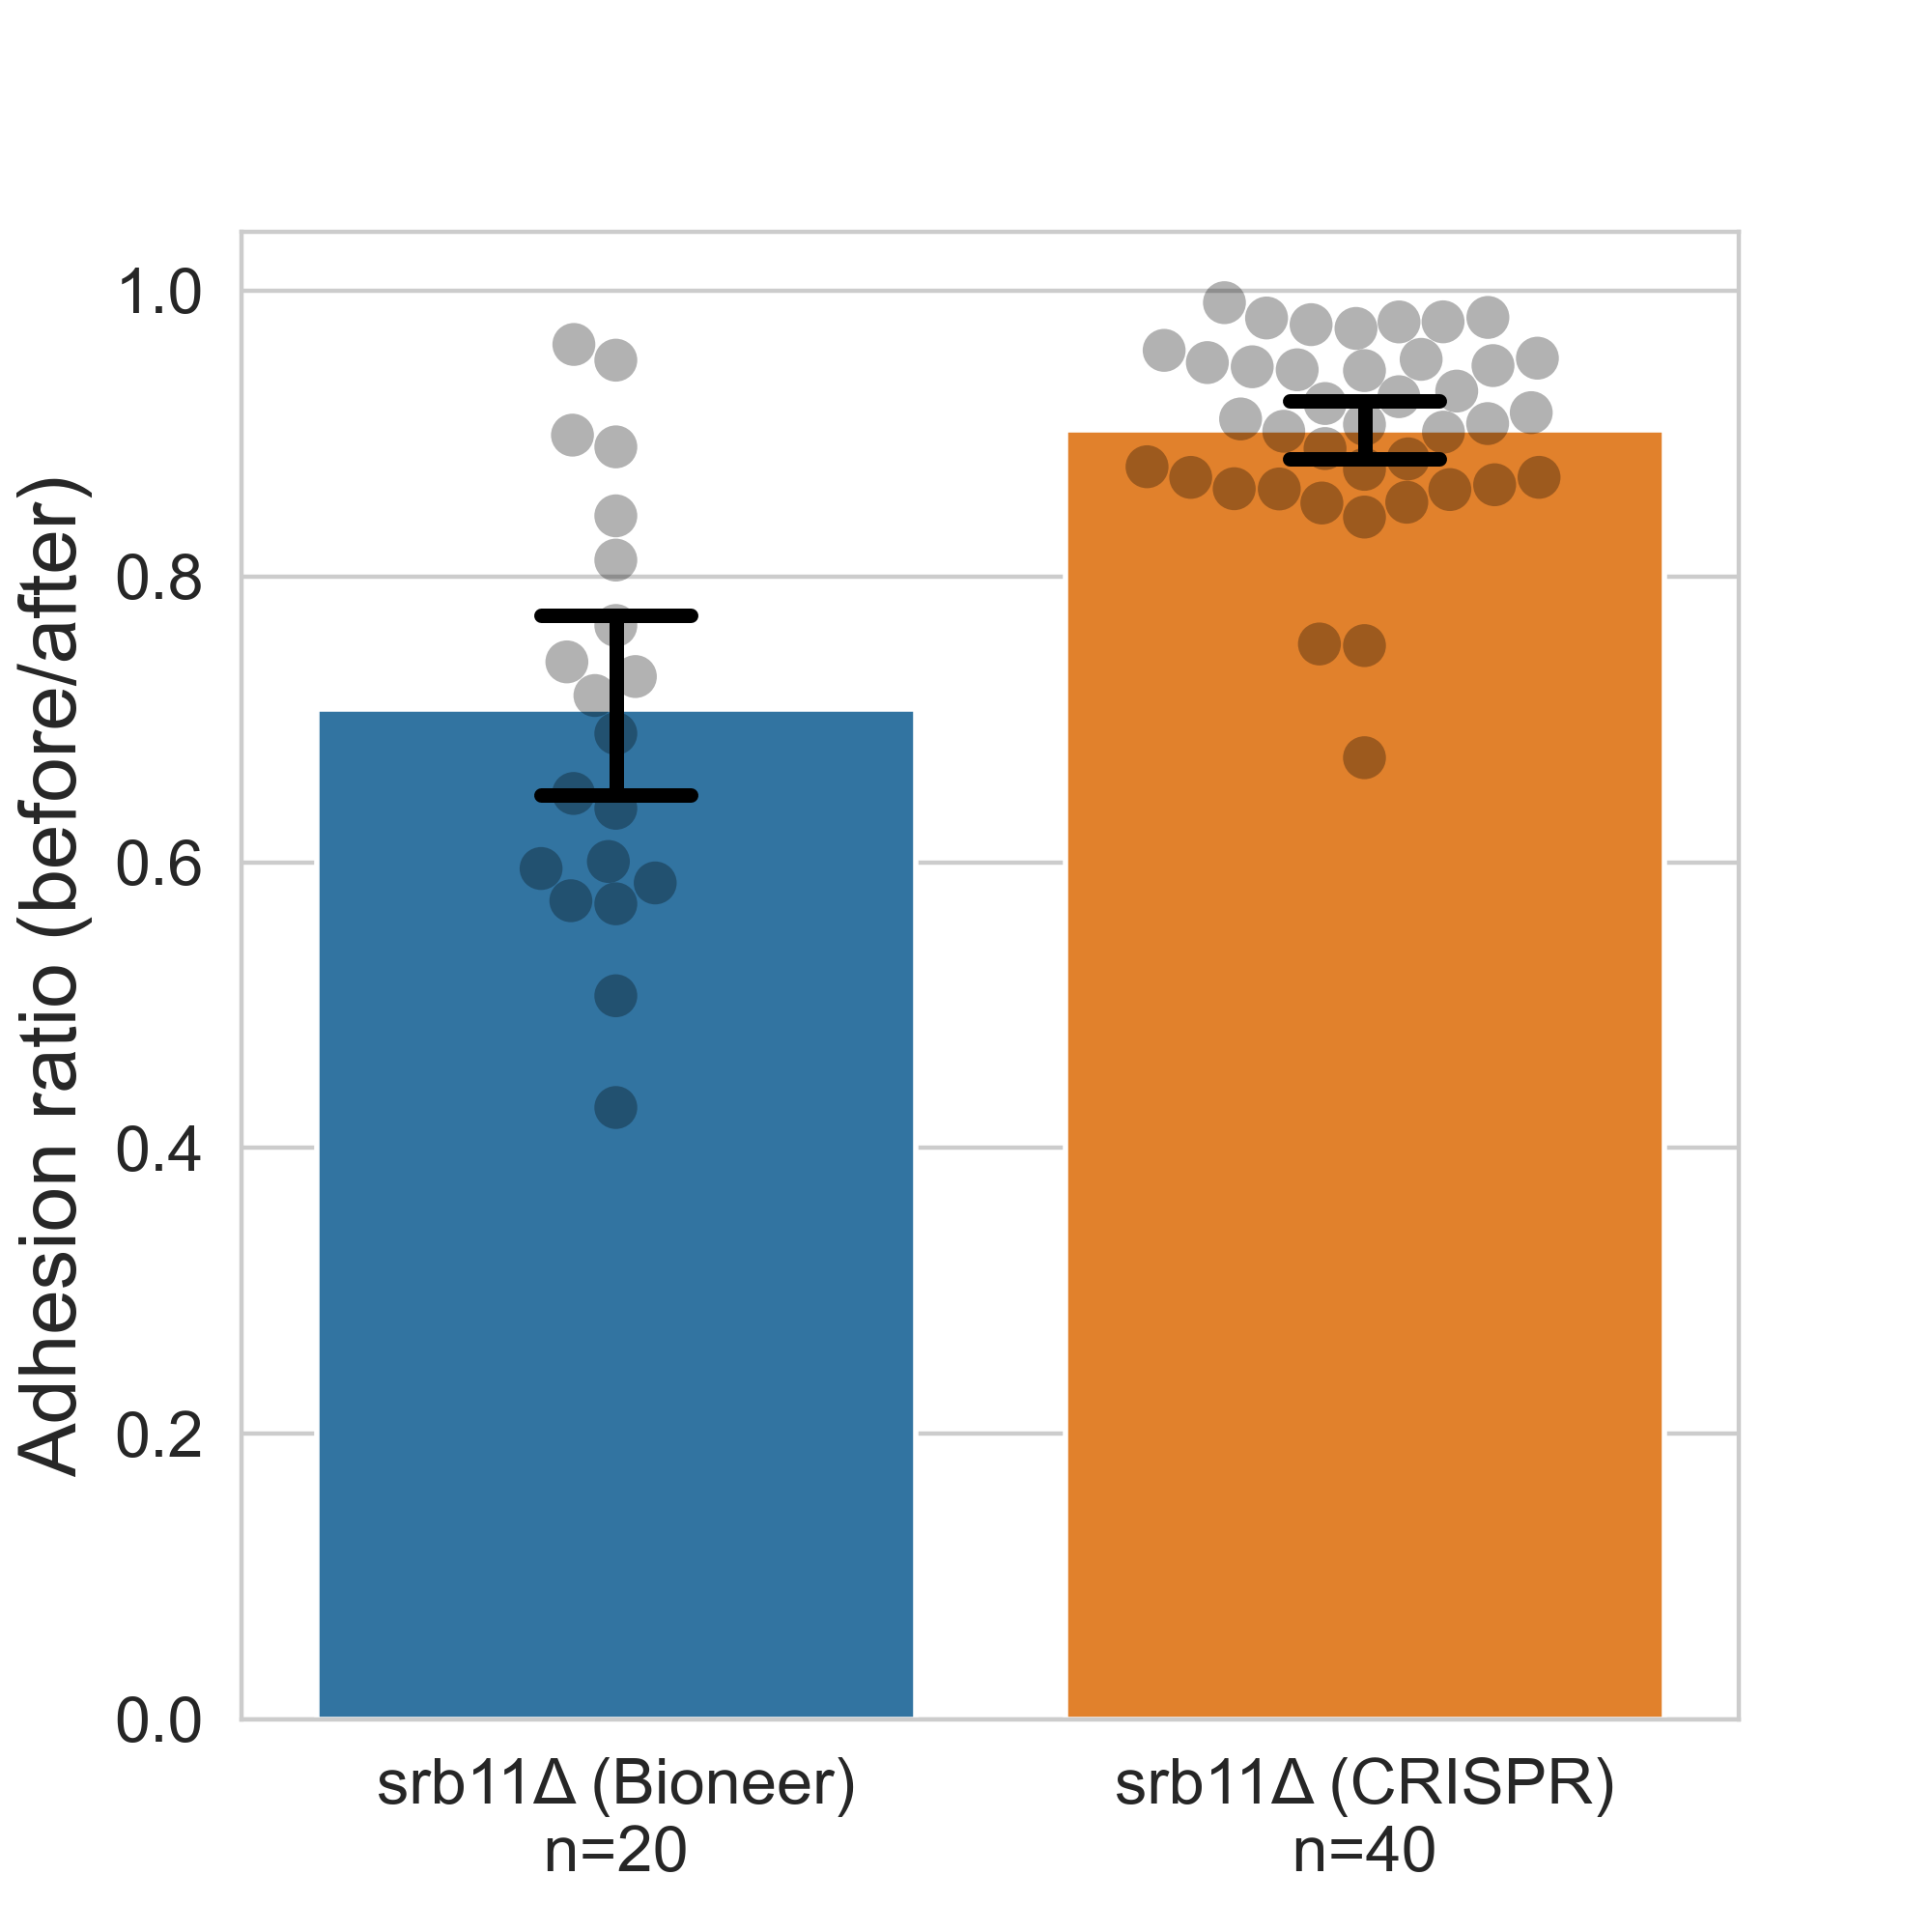 Adhesion ratio (before/after)
1.0
0.8
0.6
0.4
0.2
0.0
srb11Δ (Bioneer)
n=20
srb11Δ (CRISPR)
n=40